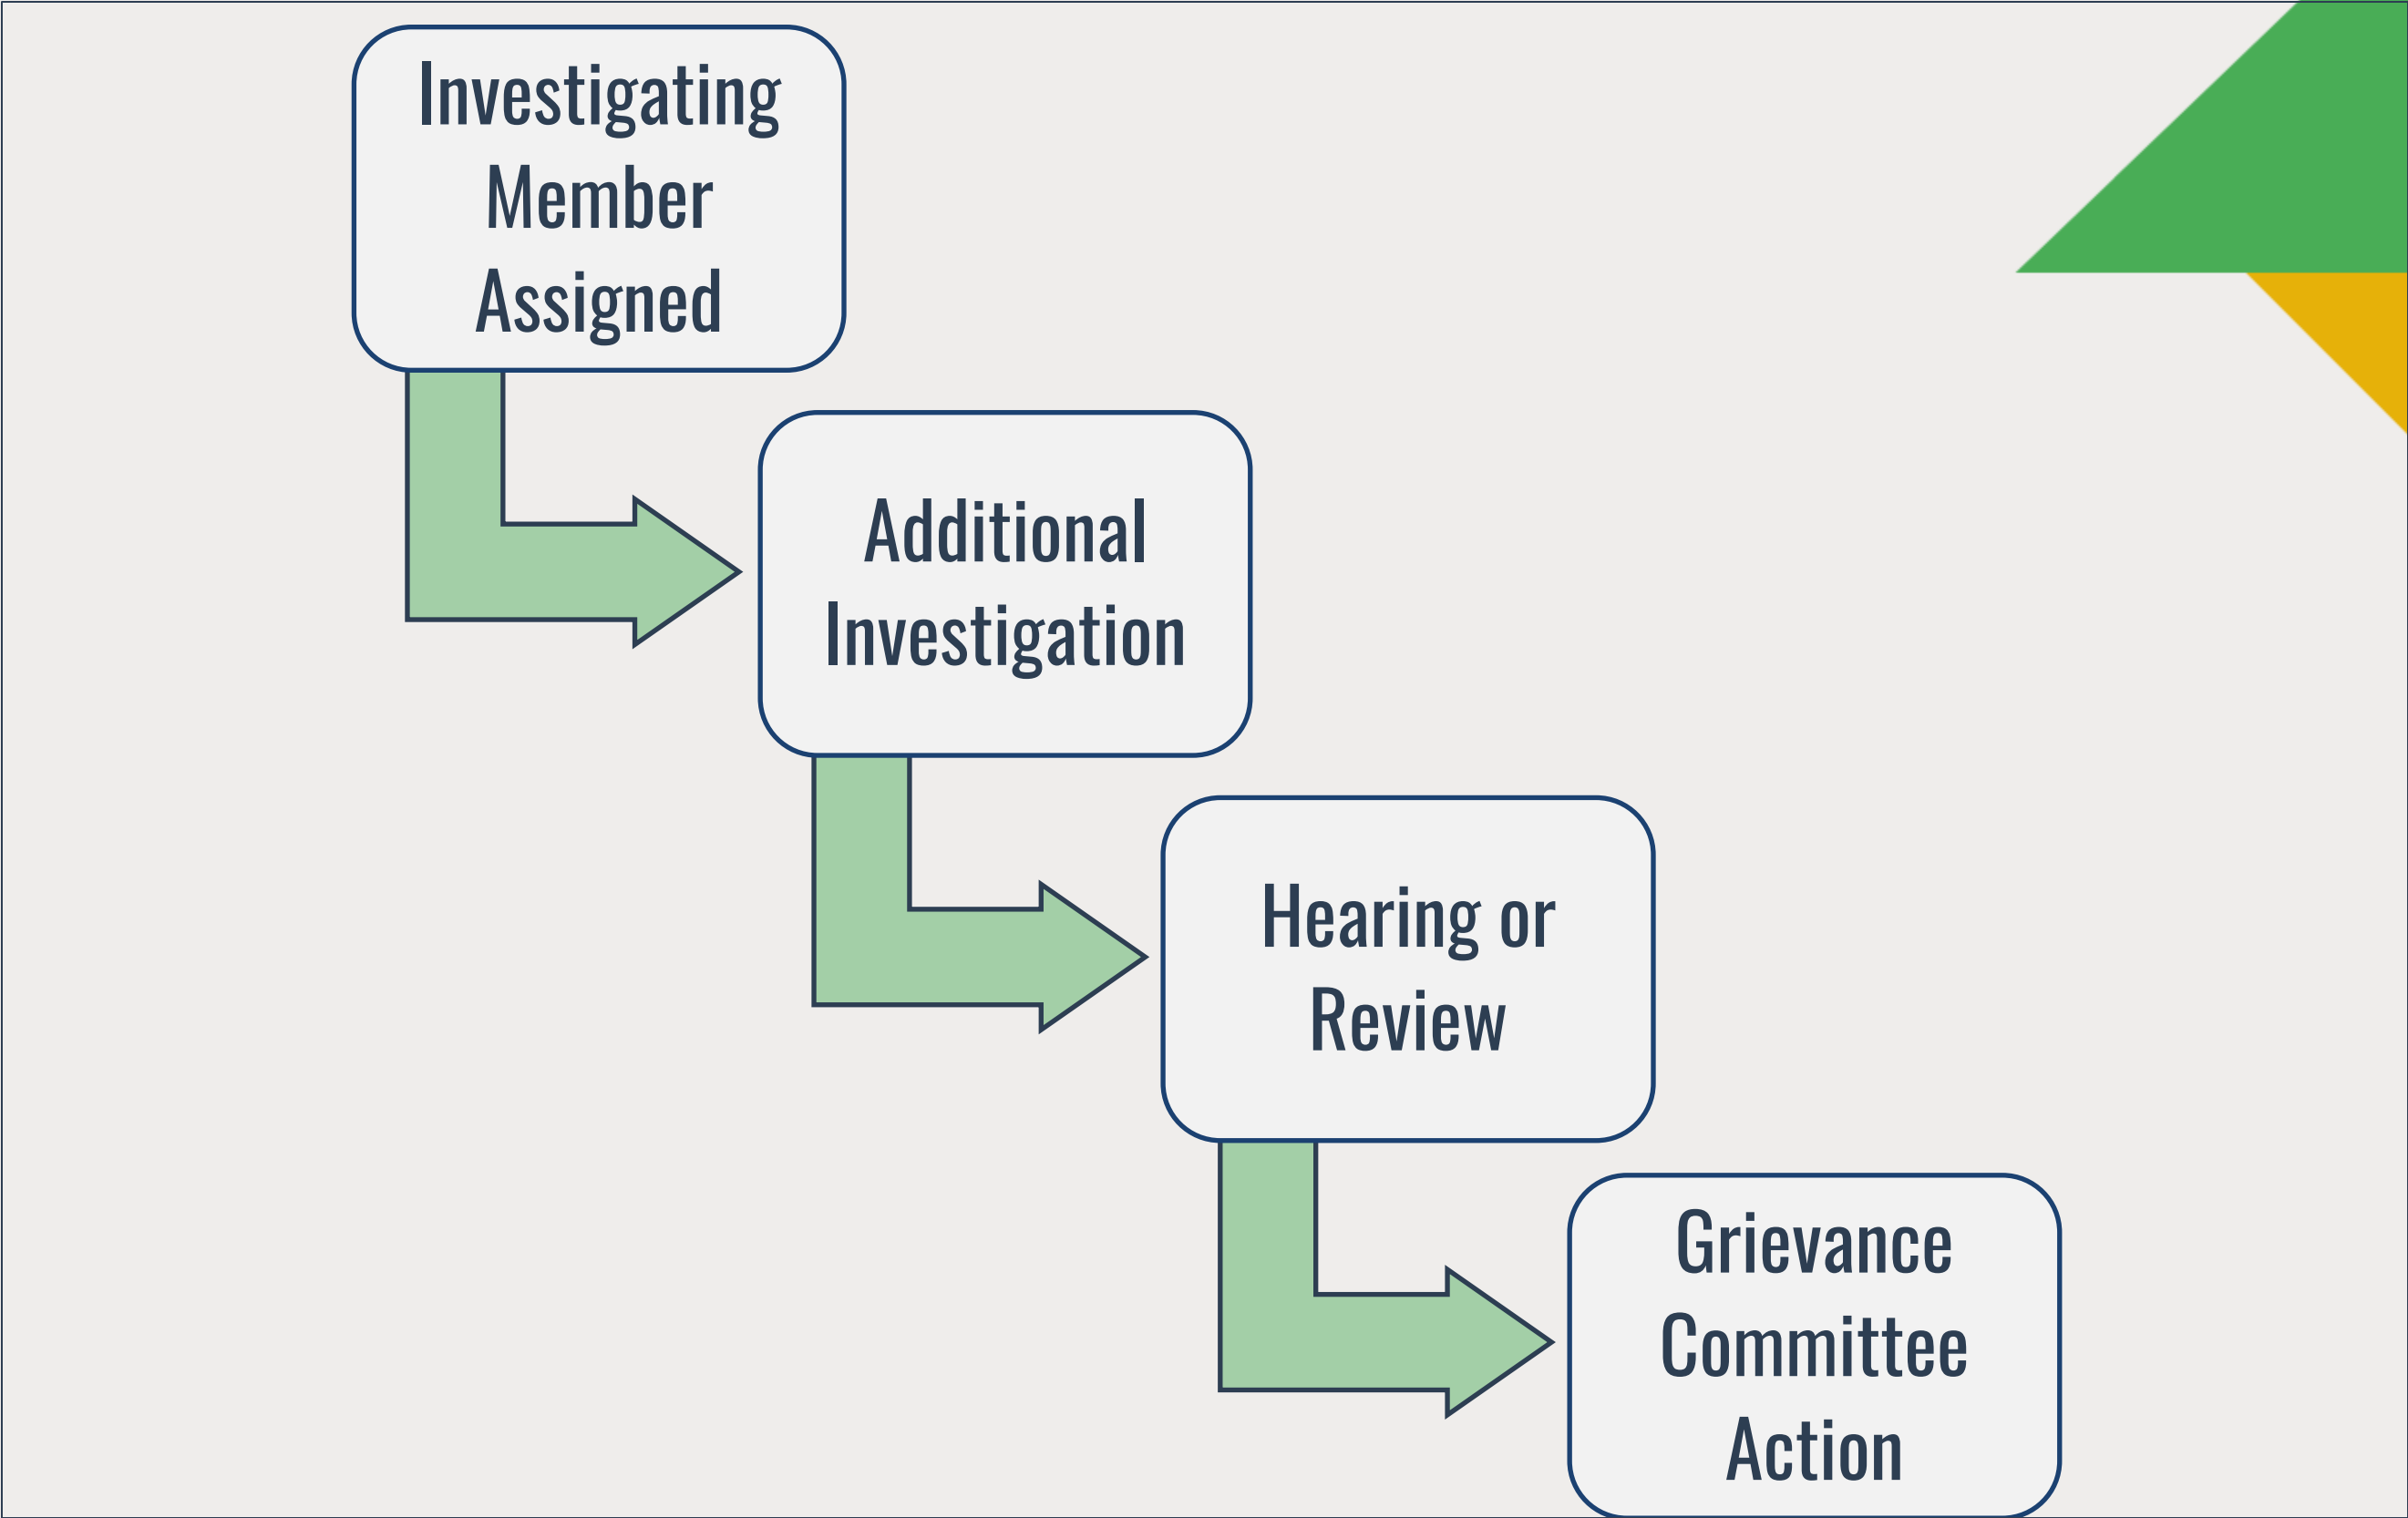 Investigating
Member
Assigned
Additional
Investigation
Hearing or
Review
Grievance
Committee
Action